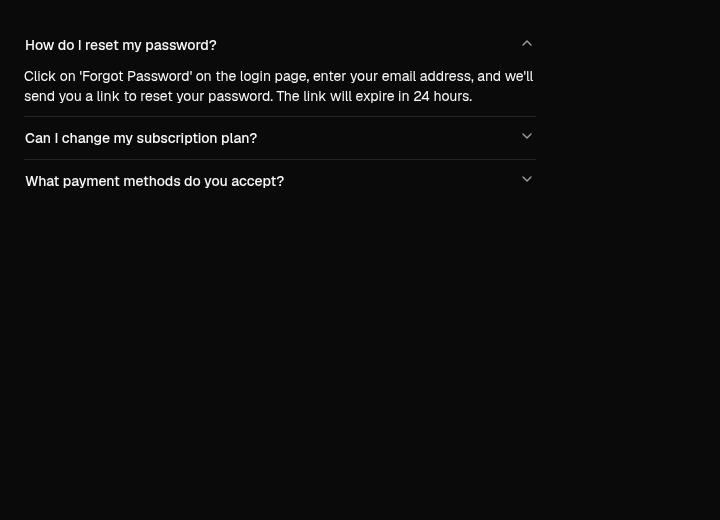 How do I reset my password?
Click on 'Forgot Password' on the login page, enter your email address, and we'll
send you a link to reset your password. The link will expire in 24 hours.
Can I change my subscription plan?
What payment methods do you accept?